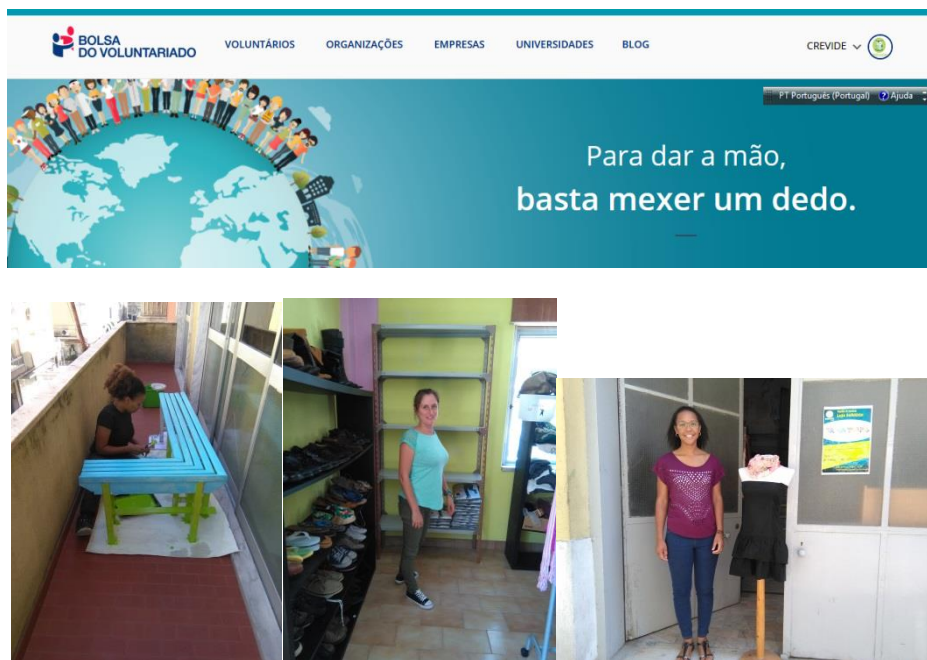 BOLSA
DO VOLUNTARIADO
VOLUNTÁRIOS
ORGANIZAÇÕES
EMPRESAS
UNIVERSIDADES
BLOG
CREVIDE
PT Português (Portugal) ? Ajuda
Para dar a mão,
basta mexer um dedo.